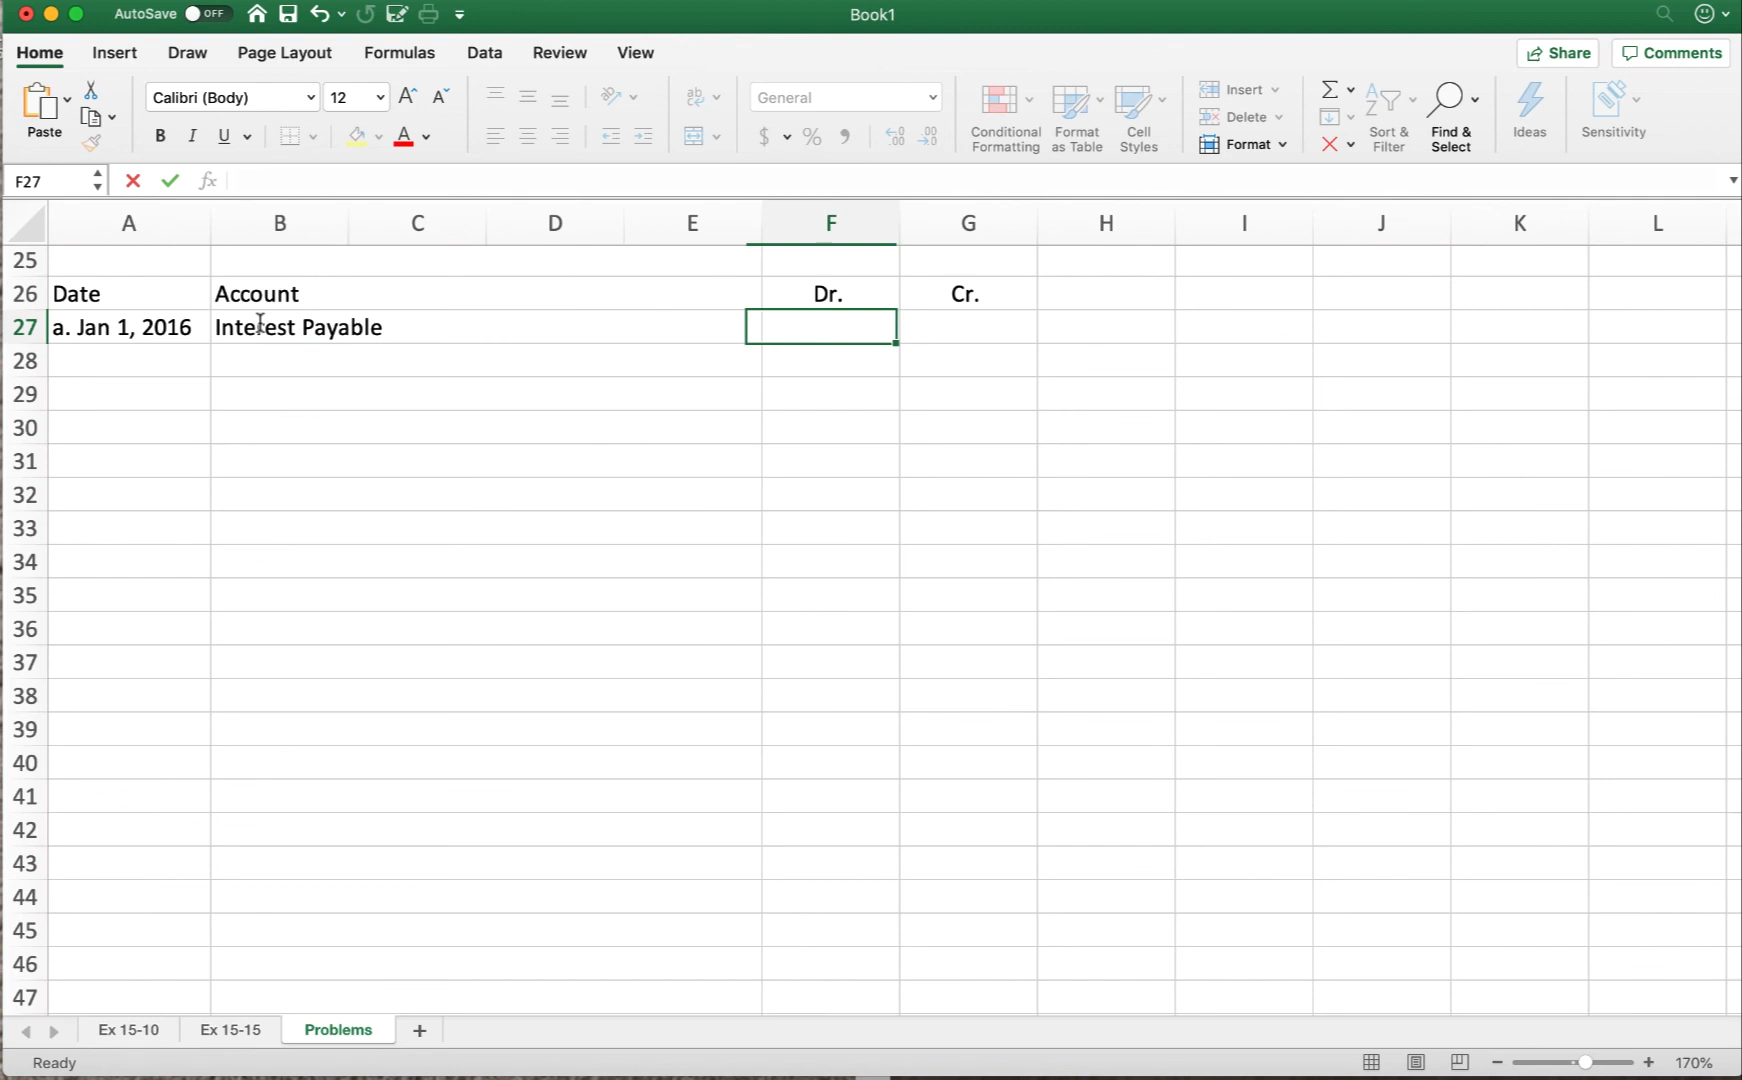 AutoSave OFF Book1
Home Insert Draw Page Layout Formulas Data Review View Share Comments
Paste Calibri (Body) 12 General Conditional Formatting Format as Table Cell Styles Insert Delete Format Sort & Filter Find & Select Ideas Sensitivity
B I U A $ %
F27 fx
A B C D E F G H I J K L
25
26 Date Account Dr. Cr.
27 a. Jan 1, 2016 Interest Payable
28
29
30
31
32
33
34
35
36
37
38
39
40
41
42
43
44
45
46
47
Ex 15-10 Ex 15-15 Problems +
Ready 170%